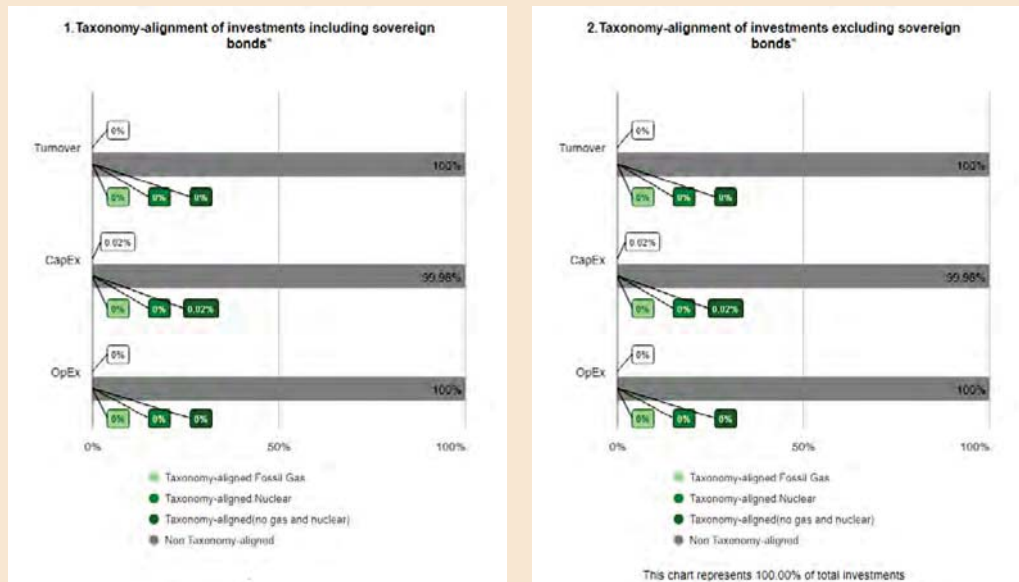 1. Taxonomy-alignment of investments including sovereign
bonds*
0%
Turnover
100%
0% 0% 0%
0.02%
CapEx
99.98%
0% 0% 0.02%
0%
OpEx
100%
0% 0% 0%
0% 50% 100%
Taxonomy-aligned Fossil Gas
Taxonomy-aligned Nuclear
Taxonomy-aligned(no gas and nuclear)
Non Taxonomy-aligned
2. Taxonomy-alignment of investments excluding sovereign
bonds*
0%
Turnover
100%
0% 0% 0%
0.02%
CapEx
99.98%
0% 0% 0.02%
0%
OpEx
100%
0% 0% 0%
0% 50% 100%
Taxonomy-aligned Fossil Gas
Taxonomy-aligned Nuclear
Taxonomy-aligned(no gas and nuclear)
Non Taxonomy-aligned
This chart represents 100.00% of total investments